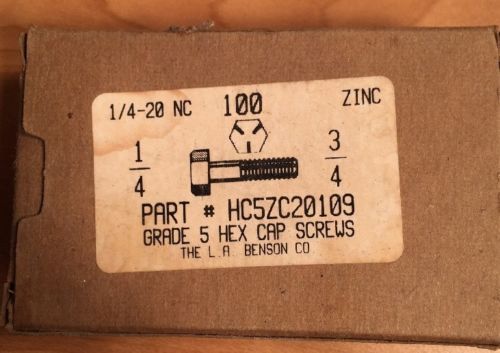 1/4-20 NC 100 ZINC
1/4 3/4
PART # HC5ZC20109
GRADE 5 HEX CAP SCREWS
THE L.A. BENSON CO